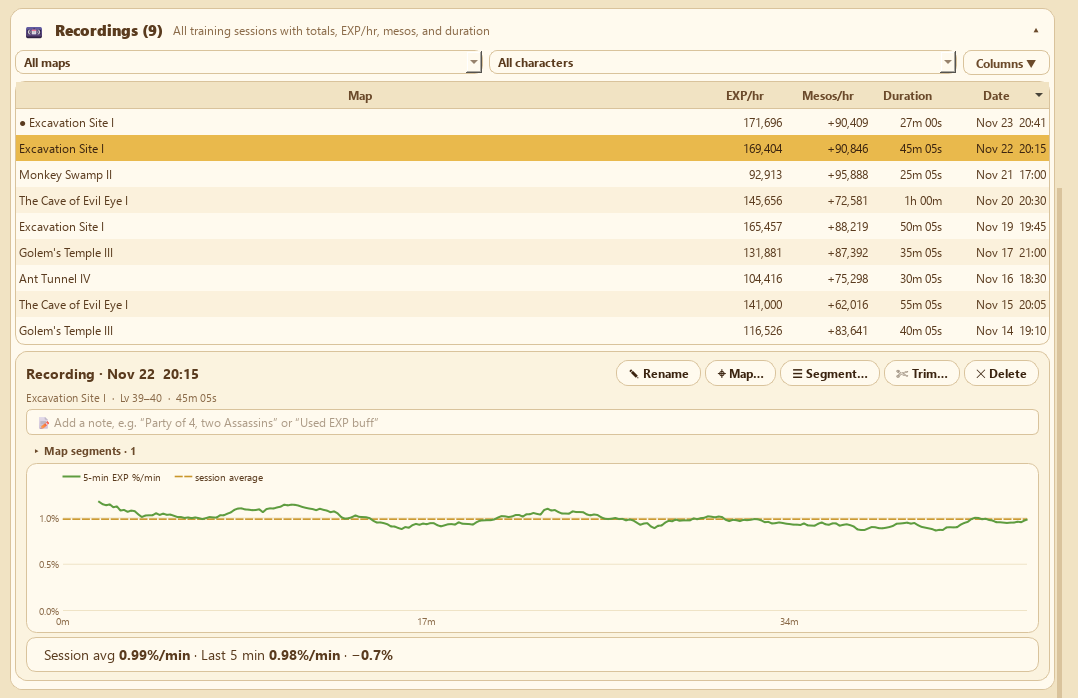 Recordings (9) All training sessions with totals, EXP/hr, mesos, and duration ▴
All maps All characters Columns ▼
Map EXP/hr Mesos/hr Duration Date
● Excavation Site I 171,696 +90,409 27m 00s Nov 23 20:41
Excavation Site I 169,404 +90,846 45m 05s Nov 22 20:15
Monkey Swamp II 92,913 +95,888 25m 05s Nov 21 17:00
The Cave of Evil Eye I 145,656 +72,581 1h 00m Nov 20 20:30
Excavation Site I 165,457 +88,219 50m 05s Nov 19 19:45
Golem's Temple III 131,881 +87,392 35m 05s Nov 17 21:00
Ant Tunnel IV 104,416 +75,298 30m 05s Nov 16 18:30
The Cave of Evil Eye I 141,000 +62,016 55m 05s Nov 15 20:05
Golem's Temple III 116,526 +83,641 40m 05s Nov 14 19:10
Recording · Nov 22 20:15 ✎ Rename ⌖ Map... ☰ Segment... ✄ Trim... ✕ Delete
Excavation Site I · Lv 39–40 · 45m 05s
📝 Add a note, e.g. “Party of 4, two Assassins” or “Used EXP buff”
▸ Map segments · 1
5-min EXP %/min session average
1.0%
0.5%
0.0%
0m 17m 34m
Session avg 0.99%/min · Last 5 min 0.98%/min · −0.7%